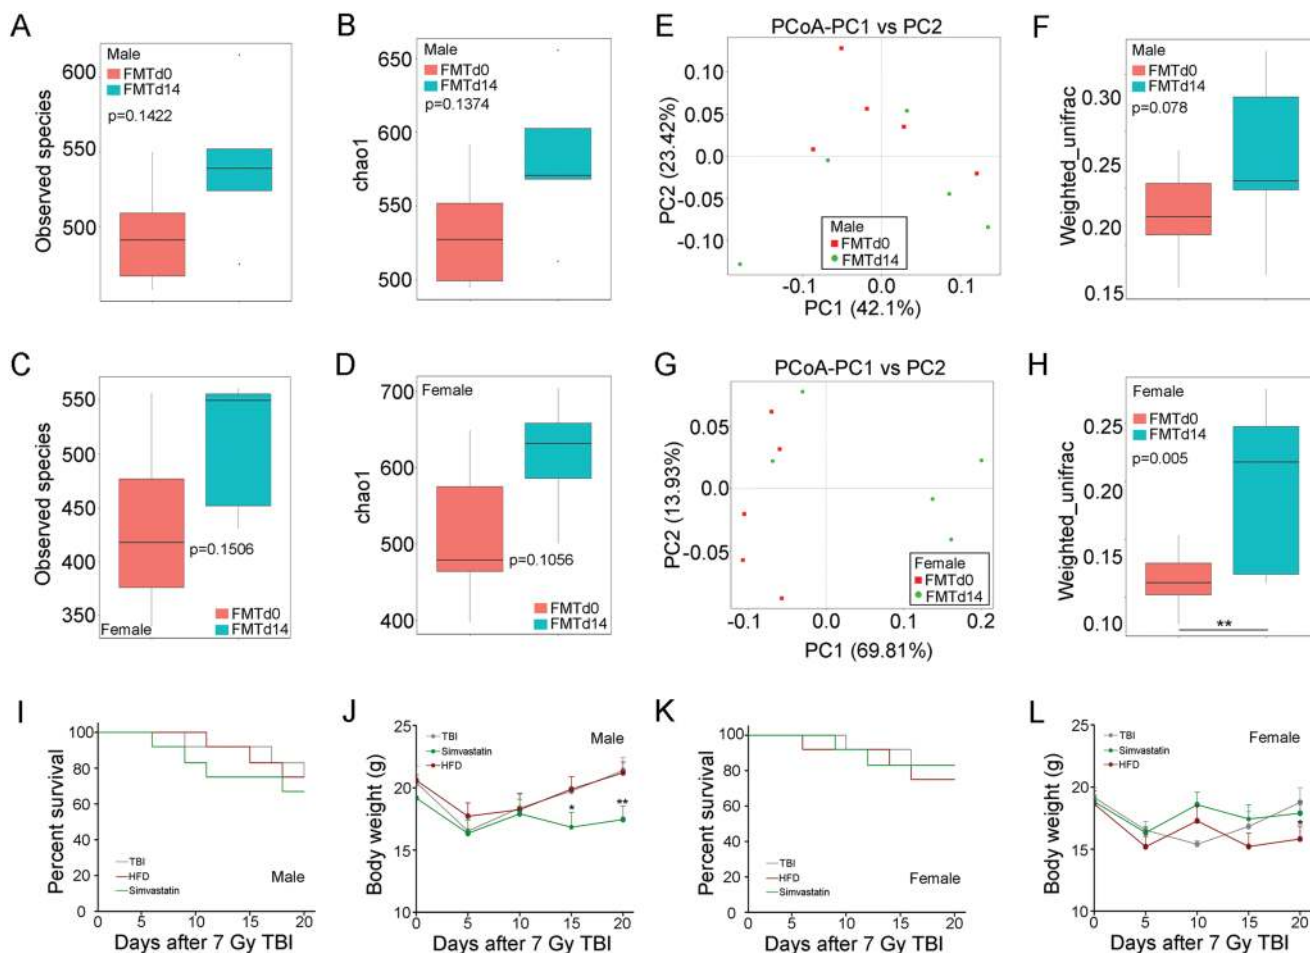 A
Observed species
600
550
500
Male
FMTd0
FMTd14
p=0.1422
B
chao1
650
600
550
500
Male
FMTd0
FMTd14
p=0.1374
E
PCoA-PC1 vs PC2
PC2 (23.42%)
0.10
0.05
0.0
-0.05
-0.10
Male
FMTd0
FMTd14
-0.1
0.0
0.1
PC1 (42.1%)
F
Weighted_unifrac
0.30
0.25
0.20
0.15
Male
FMTd0
FMTd14
p=0.078
C
Observed species
550
500
450
400
350
p=0.1506
FMTd0
Female
FMTd14
D
chao1
700
600
500
400
Female
p=0.1056
FMTd0
FMTd14
G
PCoA-PC1 vs PC2
PC2 (13.93%)
0.05
0.0
-0.05
Female
FMTd0
FMTd14
-0.1
0.0
0.1
0.2
PC1 (69.81%)
H
Weighted_unifrac
0.25
0.20
0.15
0.10
Female
FMTd0
FMTd14
p=0.005
**
I
Percent survival
100
80
60
40
20
0
TBI
HFD
Simvastatin
Male
0
5
10
15
20
Days after 7 Gy TBI
J
Body weight (g)
25
20
15
10
TBI
Simvastatin
HFD
Male
*
**
0
5
10
15
20
Days after 7 Gy TBI
K
Percent survival
100
80
60
40
20
0
TBI
HFD
Simvastatin
Female
0
5
10
15
20
Days after 7 Gy TBI
L
Body weight (g)
25
20
15
10
TBI
Simvastatin
HFD
Female
*
0
5
10
15
20
Days after 7 Gy TBI